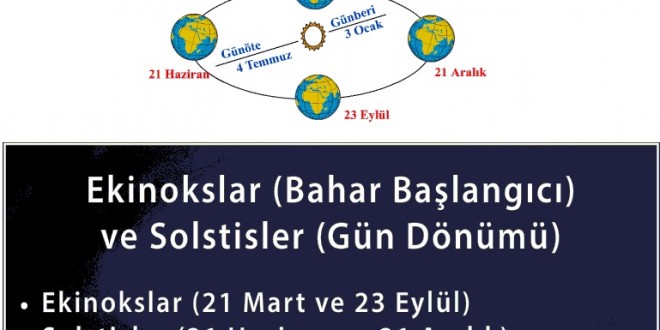 Günberi
3 Ocak
Günöte
4 Temmuz
21 Haziran
21 Aralık
23 Eylül
Ekinokslar (Bahar Başlangıcı)
ve Solstisler (Gün Dönümü)
• Ekinokslar (21 Mart ve 23 Eylül)